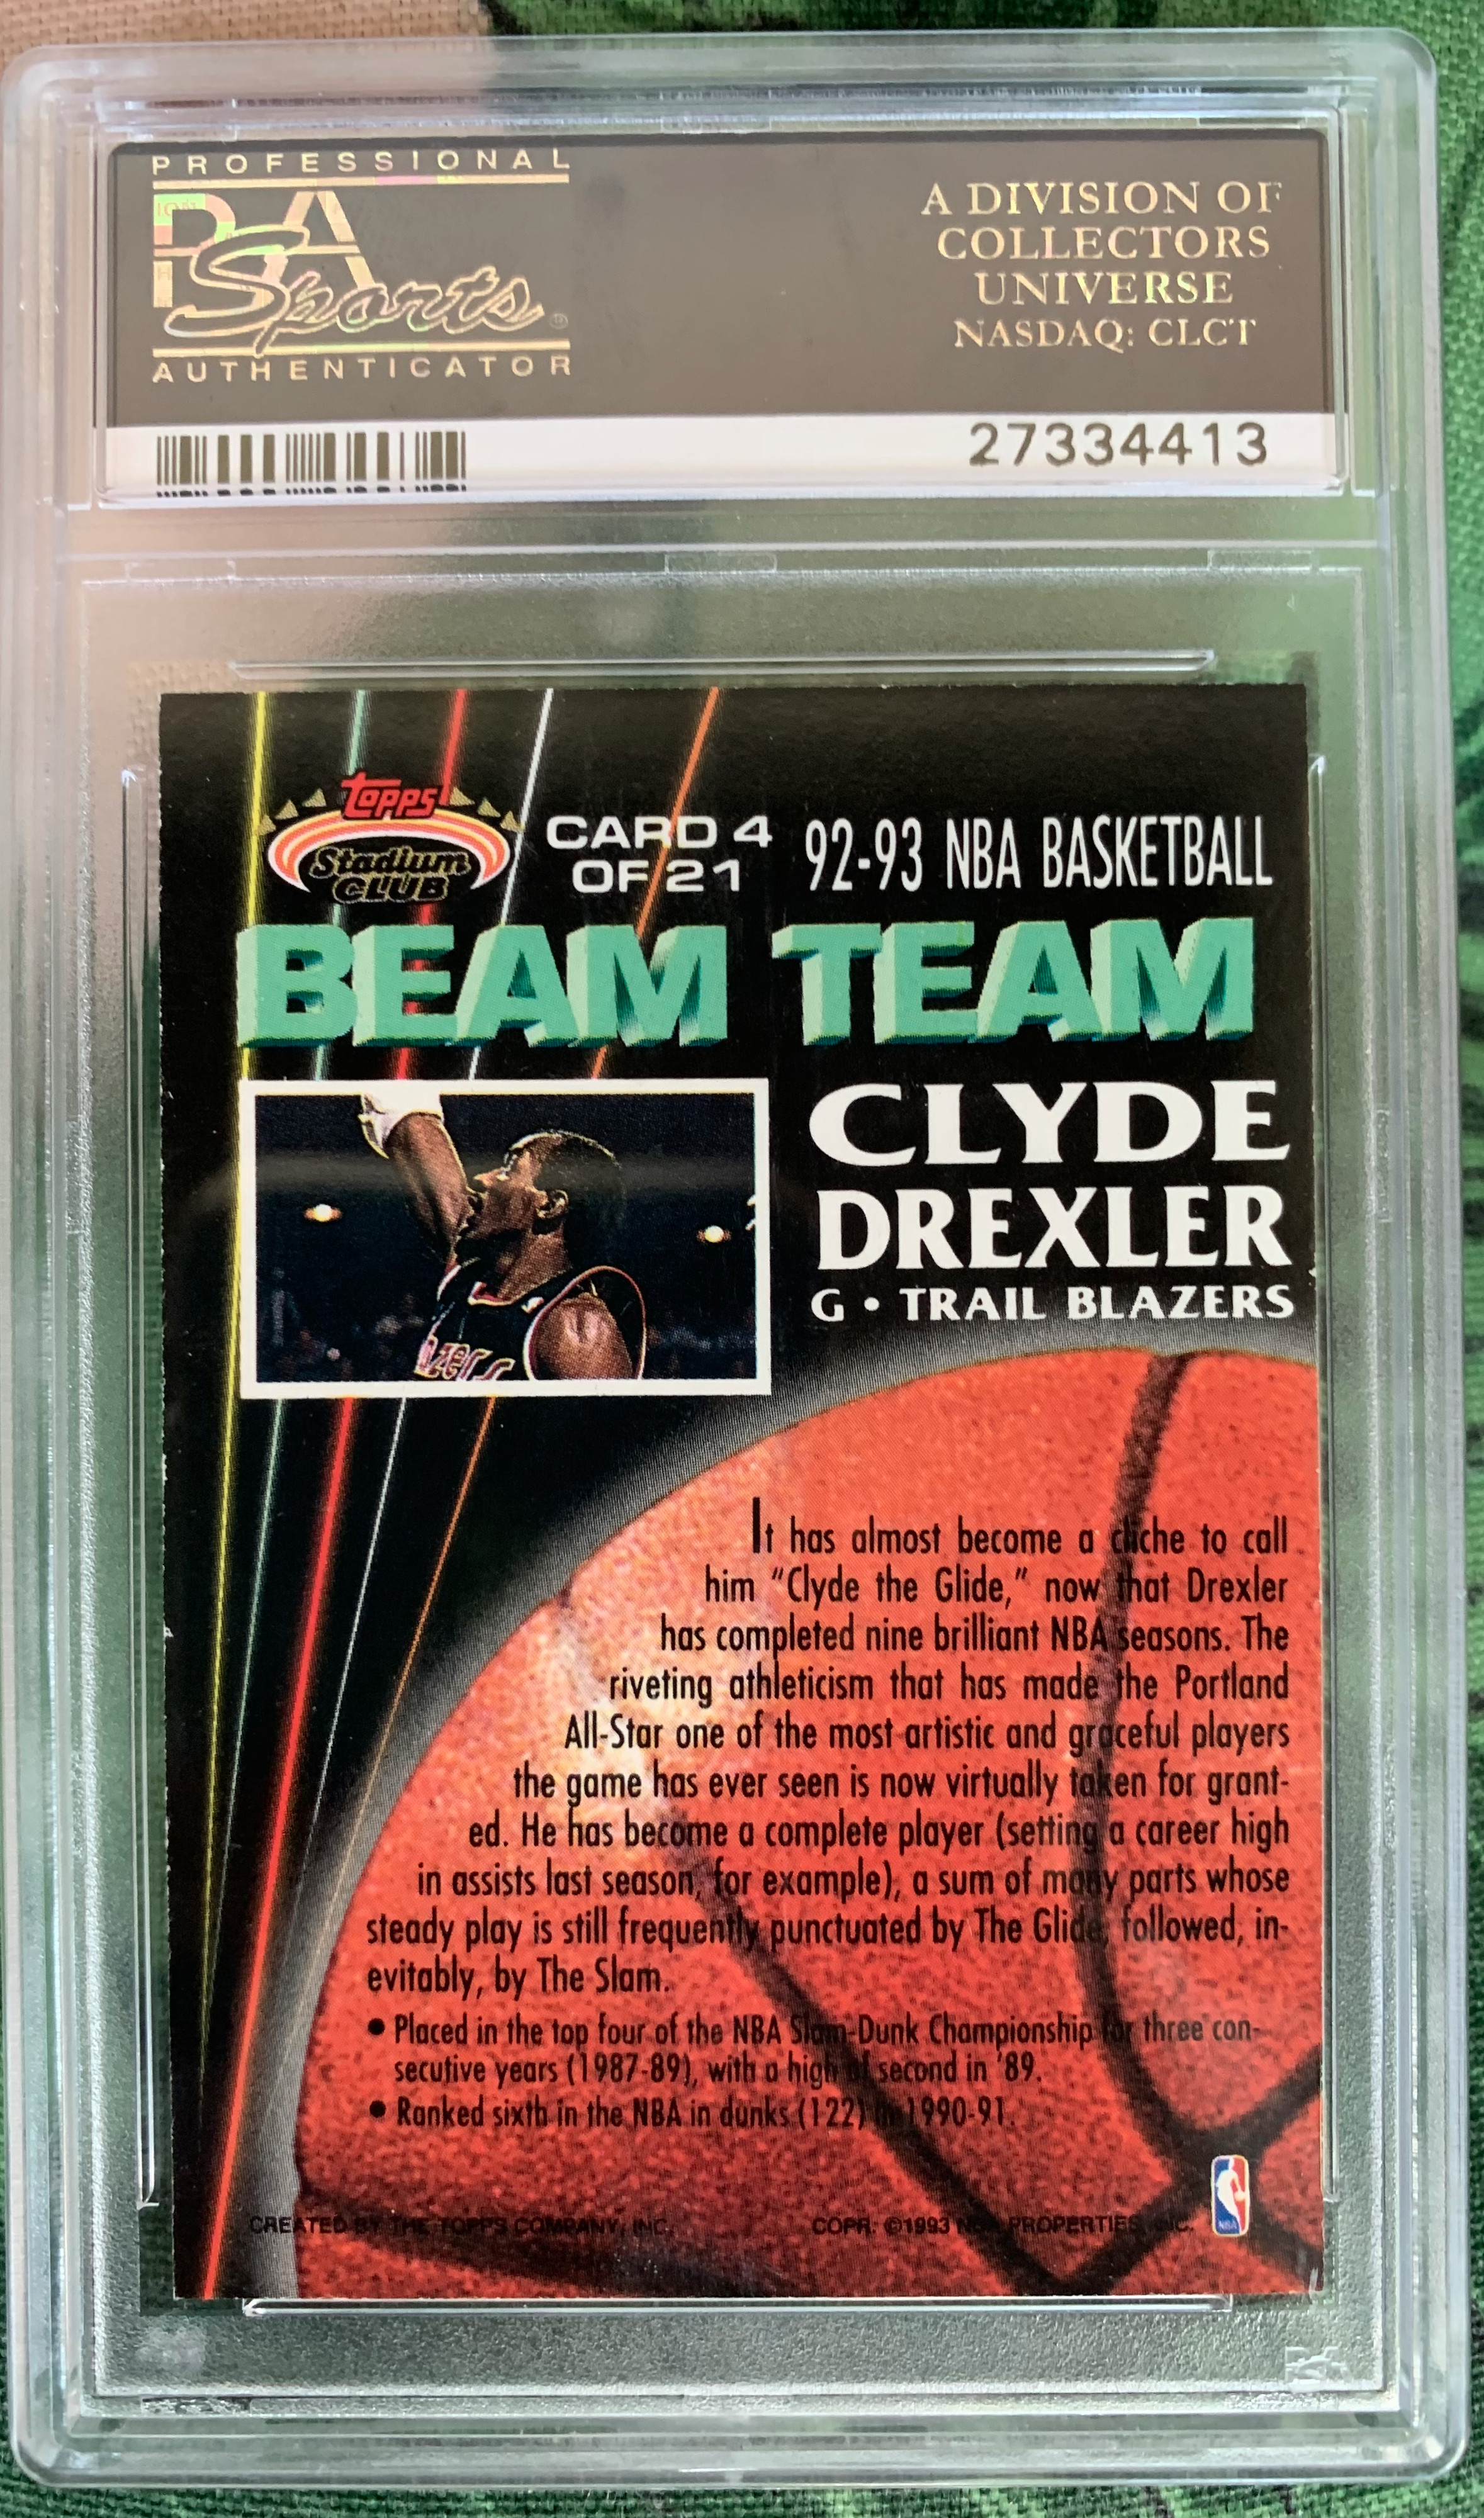 PROFESSIONAL
PSA
Sports
AUTHENTICATOR
A DIVISION OF
COLLECTORS
UNIVERSE
NASDAQ: CLCT
27334413
Topps
Stadium
CLUB
CARD 4
OF 21
92-93 NBA BASKETBALL
BEAM TEAM
CLYDE
DREXLER
G • TRAIL BLAZERS
It has almost become a cliche to call
him "Clyde the Glide," now that Drexler
has completed nine brilliant NBA seasons. The
riveting athleticism that has made the Portland
All-Star one of the most artistic and graceful players
the game has ever seen is now virtually taken for grant-
ed. He has become a complete player (setting a career high
in assists last season, for example), a sum of many parts whose
steady play is still frequently punctuated by The Glide, followed, in-
evitably, by The Slam.
• Placed in the top four of the NBA Slam-Dunk Championship for three con-
secutive years (1987-89), with a high of second in '89.
• Ranked sixth in the NBA in dunks (122) in 1990-91.
CREATED BY THE TOPPS COMPANY, INC.
COPR. ©1993 NBA PROPERTIES, INC.
NBA